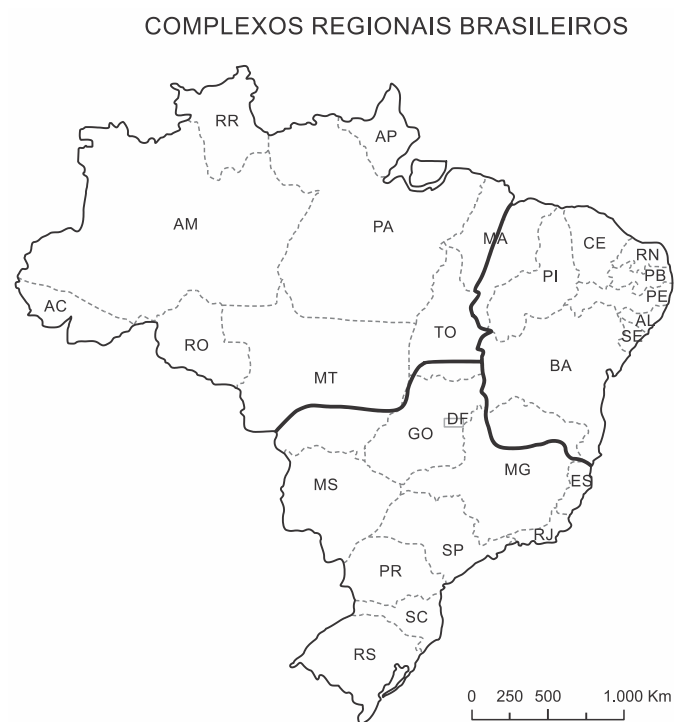 COMPLEXOS REGIONAIS BRASILEIROS
RR
AP
AM
PA
MA
CE
RN
PI
PB
PE
AC
AL
SE
RO
TO
BA
MT
DF
GO
MG
ES
MS
RJ
SP
PR
SC
RS
0 250 500 1.000 Km